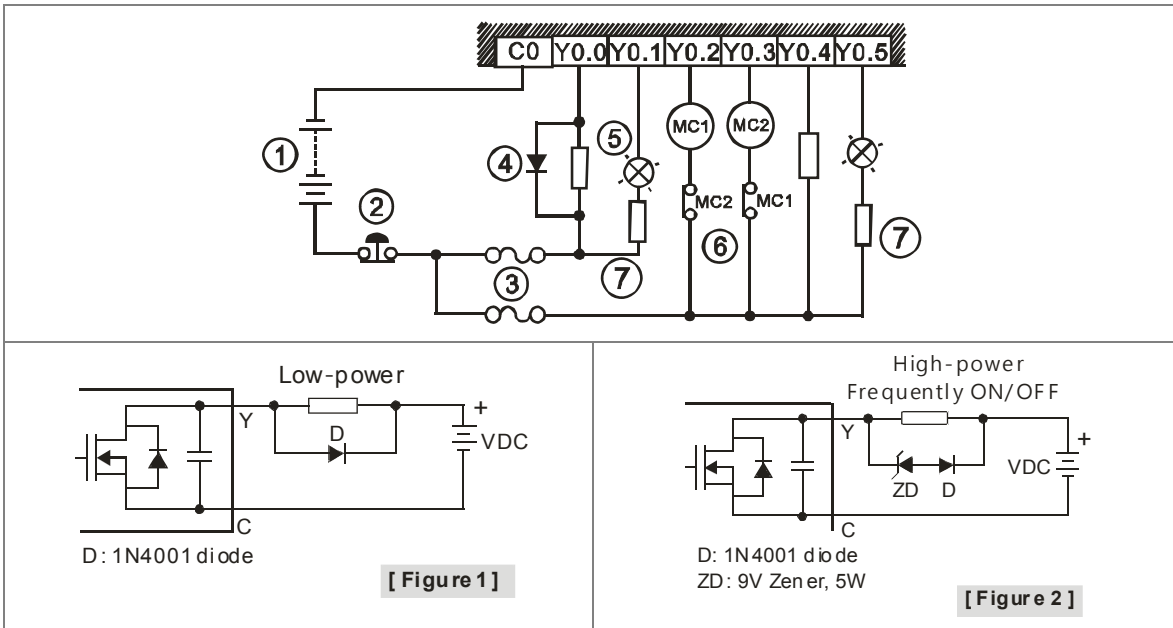 C0 Y0.0 Y0.1 Y0.2 Y0.3 Y0.4 Y0.5
MC1 MC2
① ④ ⑤
MC2 MC1
②
⑥ ⑦
③ ⑦
Low-power
Y
D
+
VDC
C
D: 1N4001 diode
[ Figure 1 ]
High-power
Frequently ON/OFF
Y
+
VDC
ZD D
C
D: 1N4001 diode
ZD: 9V Zener, 5W
[ Figure 2 ]